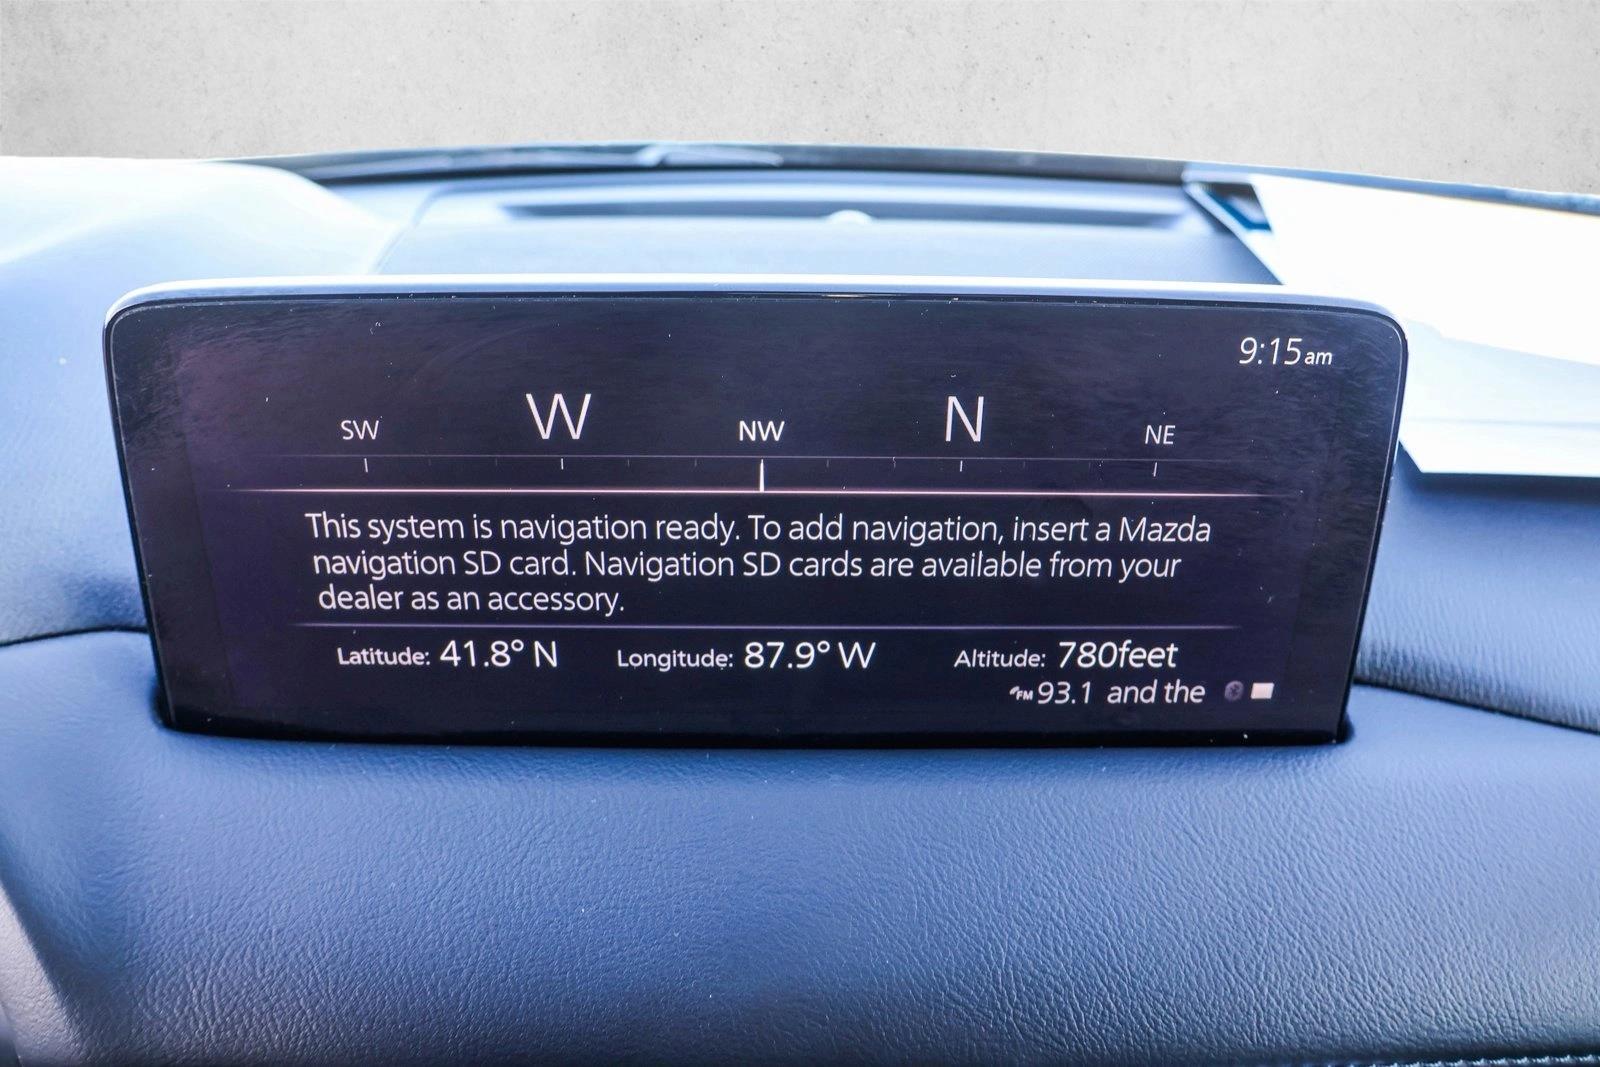 9:15am
SW W NW N NE
This system is navigation ready. To add navigation, insert a Mazda
navigation SD card. Navigation SD cards are available from your
dealer as an accessory.
Latitude: 41.8° N Longitude: 87.9° W Altitude: 780feet
FM 93.1 and the